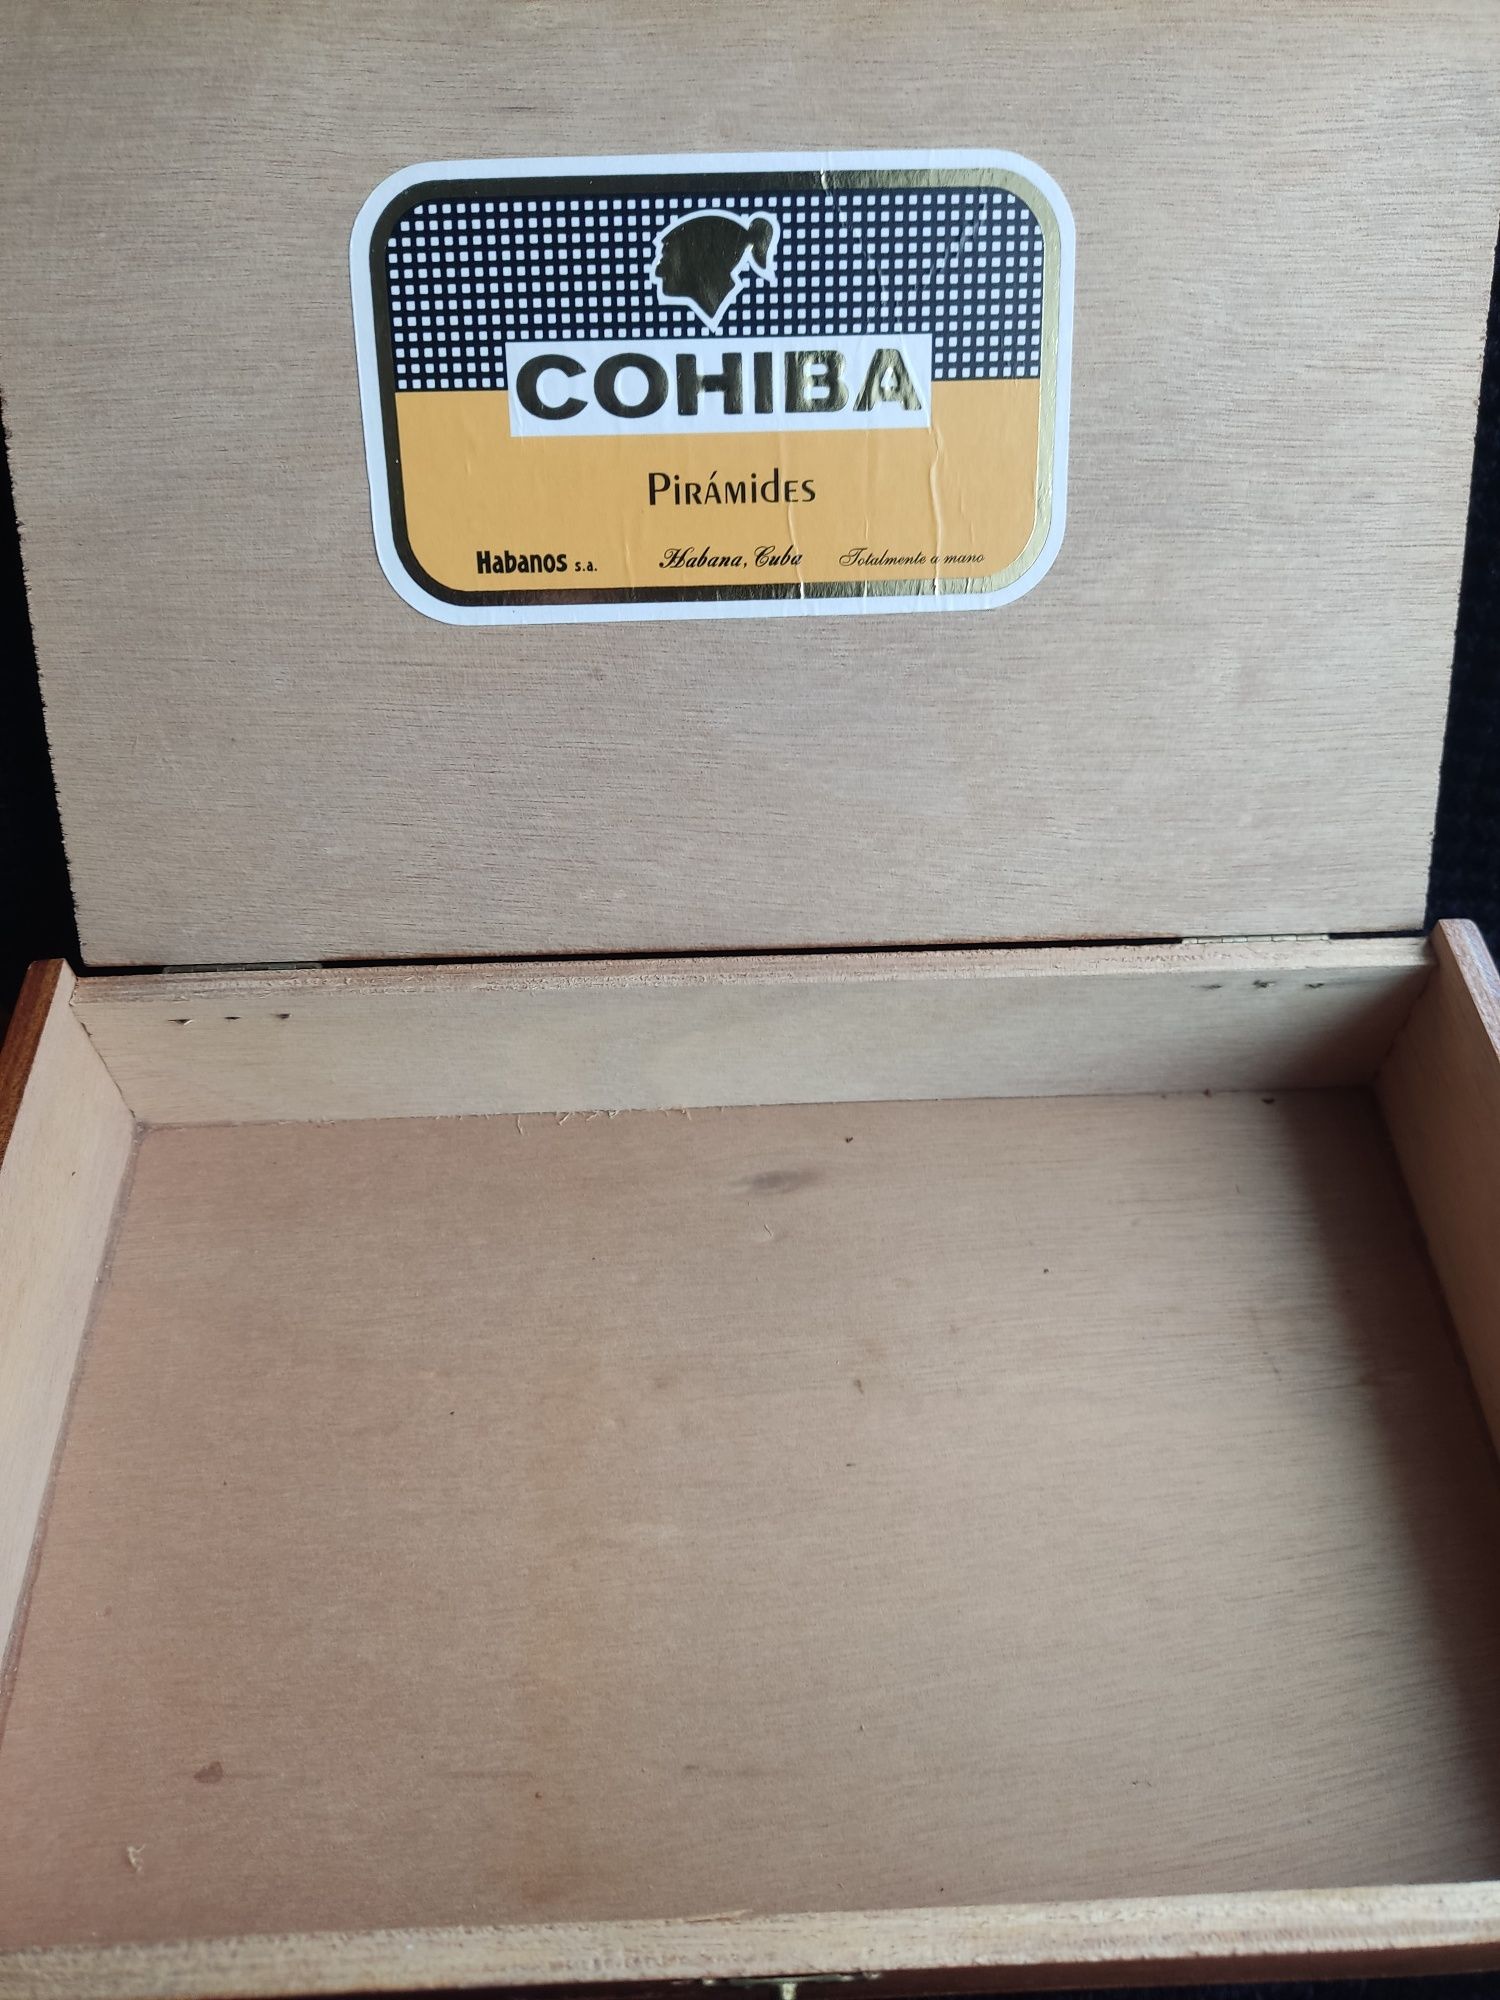 COHIBA
Pirámides
Habanos s.a. Habana, Cuba Totalmente a mano